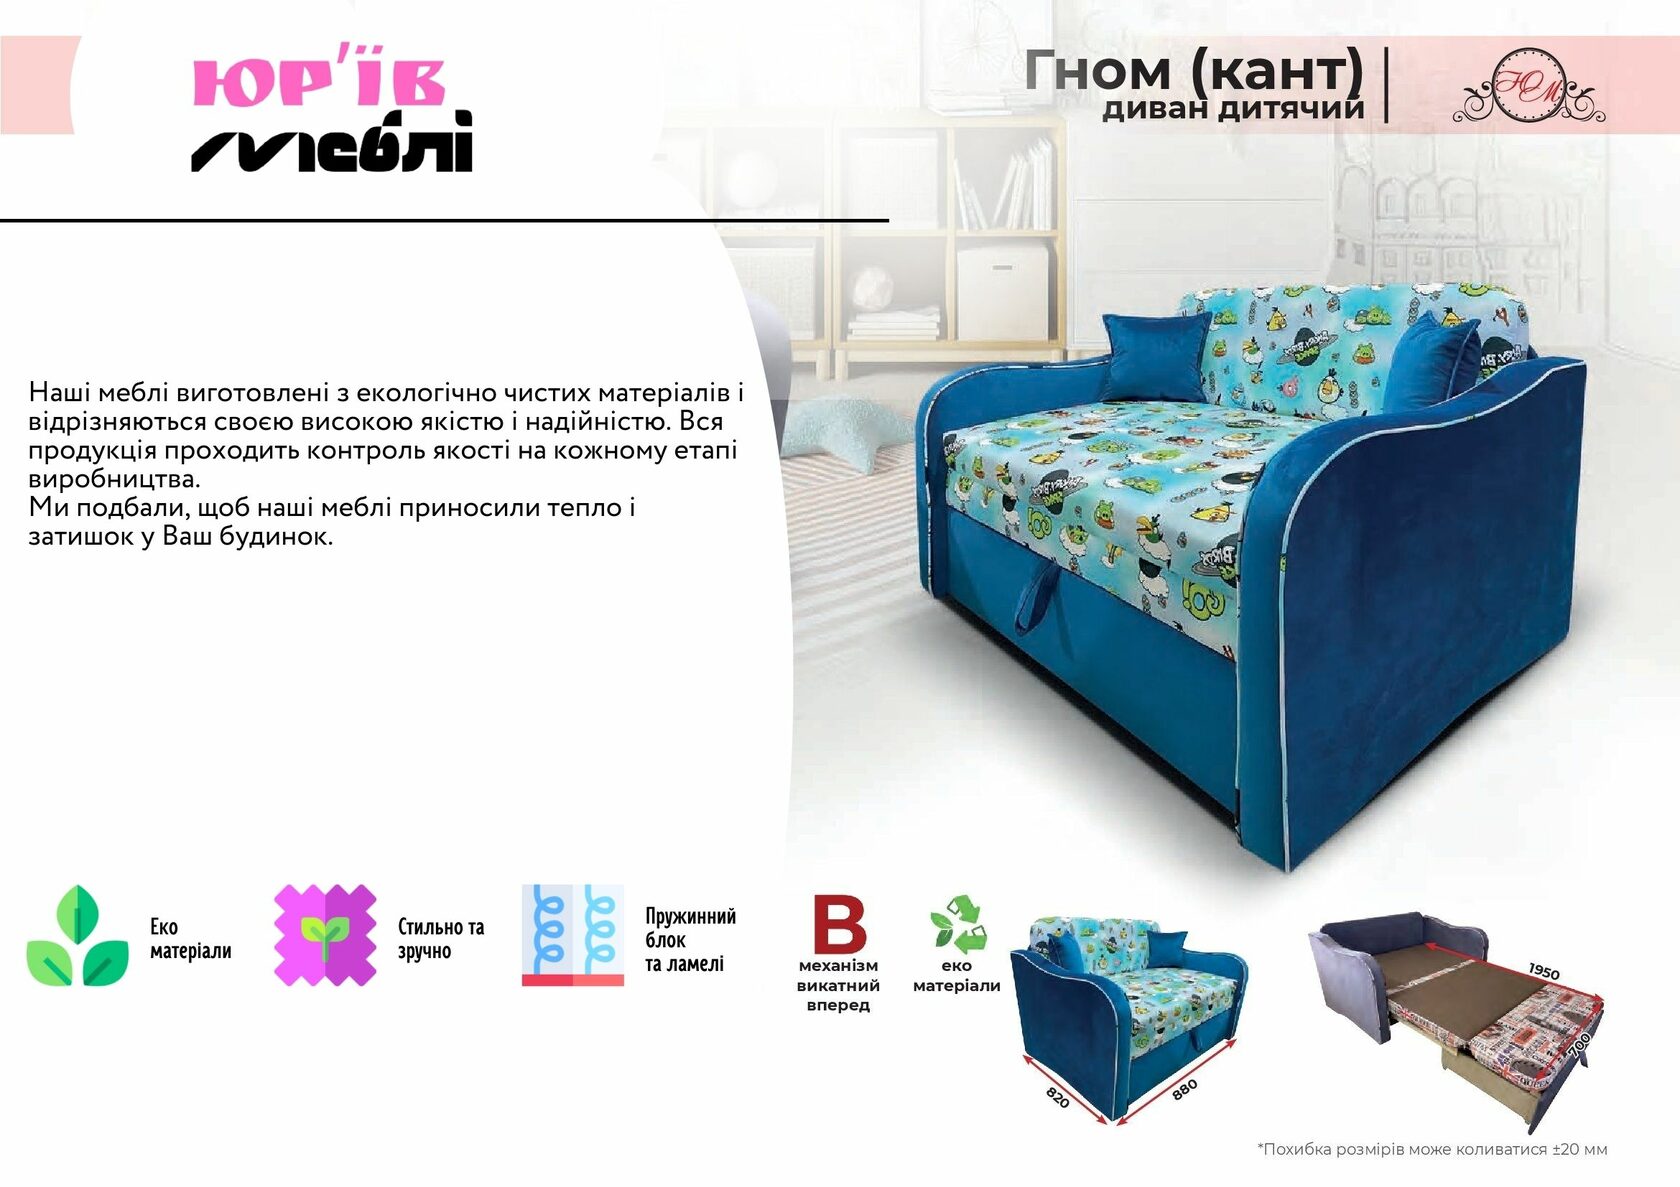 ЮР'ЇВ
меблі
Гном (кант)
диван дитячий
ЮМ
Наші меблі виготовлені з екологічно чистих матеріалів і
відрізняються своєю високою якістю і надійністю. Вся
продукція проходить контроль якості на кожному етапі
виробництва.
Ми подбали, щоб наші меблі приносили тепло і
затишок у Ваш будинок.
Еко
матеріали
Стильно та
зручно
Пружинний
блок
та ламелі
В
механізм
викатний
вперед
еко
матеріали
820
880
1950
700
*Похибка розмірів може коливатися ±20 мм